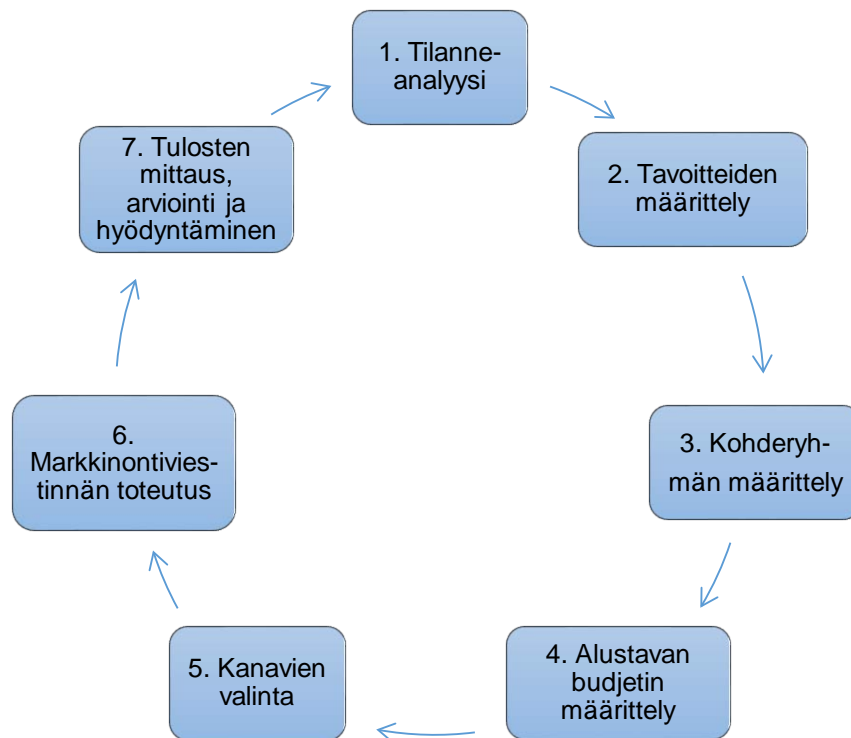 1. Tilanne-
analyysi
2. Tavoitteiden
määrittely
3. Kohderyh-
män määrittely
4. Alustavan
budjetin
määrittely
5. Kanavien
valinta
6.
Markkinontivies-
tinnän toteutus
7. Tulosten
mittaus,
arviointi ja
hyödyntäminen